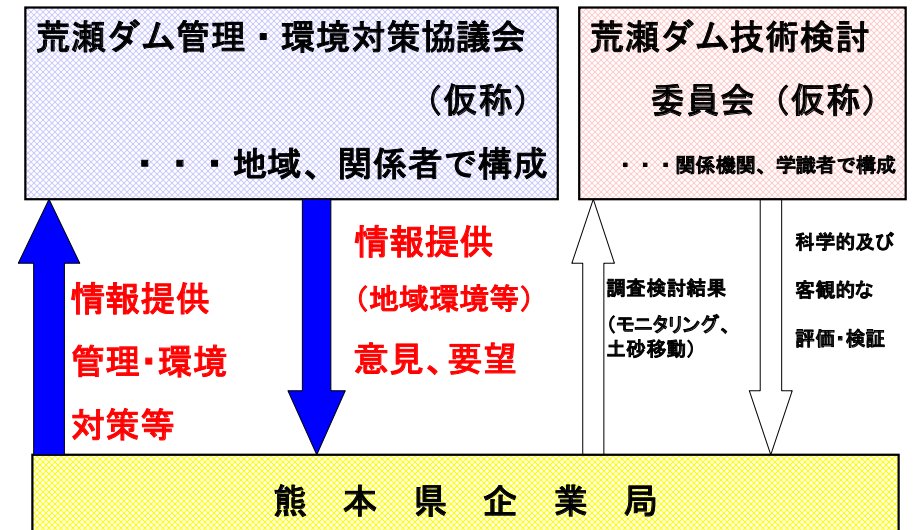 荒瀬ダム管理・環境対策協議会
（仮称）
・・・地域、関係者で構成
荒瀬ダム技術検討
委員会（仮称）
・・・関係機関、学識者で構成
情報提供
管理・環境
対策等
情報提供
（地域環境等）
意見、要望
調査検討結果
（モニタリング、
土砂移動）
科学的及び
客観的な
評価・検証
熊本県企業局